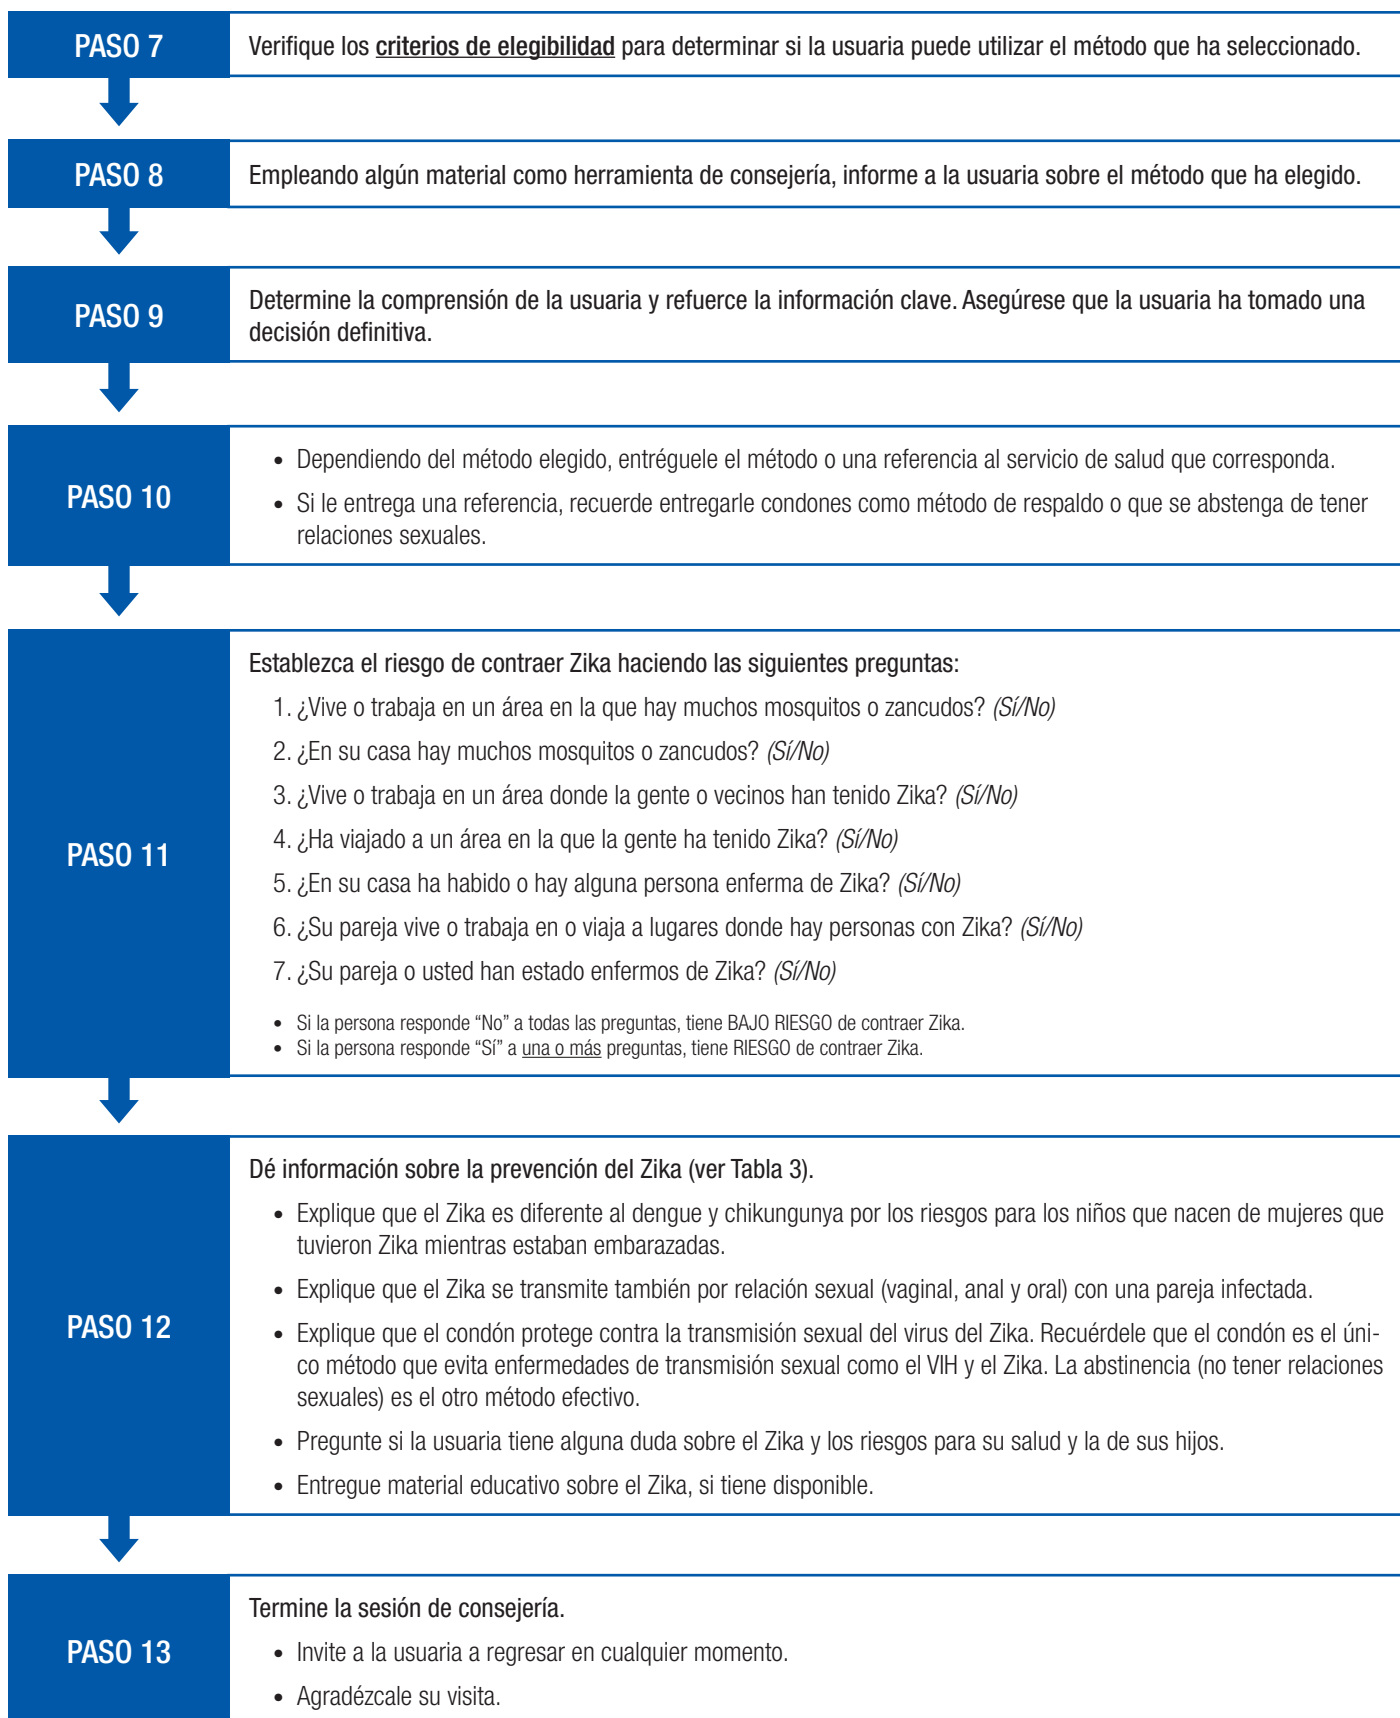 PASO 7
Verifique los criterios de elegibilidad para determinar si la usuaria puede utilizar el método que ha seleccionado.
PASO 8
Empleando algún material como herramienta de consejería, informe a la usuaria sobre el método que ha elegido.
PASO 9
Determine la comprensión de la usuaria y refuerce la información clave. Asegúrese que la usuaria ha tomado una
decisión definitiva.
PASO 10
• Dependiendo del método elegido, entréguele el método o una referencia al servicio de salud que corresponda.
• Si le entrega una referencia, recuerde entregarle condones como método de respaldo o que se abstenga de tener
relaciones sexuales.
PASO 11
Establezca el riesgo de contraer Zika haciendo las siguientes preguntas:
1. ¿Vive o trabaja en un área en la que hay muchos mosquitos o zancudos? (Sí/No)
2. ¿En su casa hay muchos mosquitos o zancudos? (Sí/No)
3. ¿Vive o trabaja en un área donde la gente o vecinos han tenido Zika? (Sí/No)
4. ¿Ha viajado a un área en la que la gente ha tenido Zika? (Sí/No)
5. ¿En su casa ha habido o hay alguna persona enferma de Zika? (Sí/No)
6. ¿Su pareja vive o trabaja en o viaja a lugares donde hay personas con Zika? (Sí/No)
7. ¿Su pareja o usted han estado enfermos de Zika? (Sí/No)
• Si la persona responde “No” a todas las preguntas, tiene BAJO RIESGO de contraer Zika.
• Si la persona responde “Sí” a una o más preguntas, tiene RIESGO de contraer Zika.
PASO 12
Dé información sobre la prevención del Zika (ver Tabla 3).
• Explique que el Zika es diferente al dengue y chikungunya por los riesgos para los niños que nacen de mujeres que
tuvieron Zika mientras estaban embarazadas.
• Explique que el Zika se transmite también por relación sexual (vaginal, anal y oral) con una pareja infectada.
• Explique que el condón protege contra la transmisión sexual del virus del Zika. Recuérdele que el condón es el úni-
co método que evita enfermedades de transmisión sexual como el VIH y el Zika. La abstinencia (no tener relaciones
sexuales) es el otro método efectivo.
• Pregunte si la usuaria tiene alguna duda sobre el Zika y los riesgos para su salud y la de sus hijos.
• Entregue material educativo sobre el Zika, si tiene disponible.
PASO 13
Termine la sesión de consejería.
• Invite a la usuaria a regresar en cualquier momento.
• Agradézcale su visita.